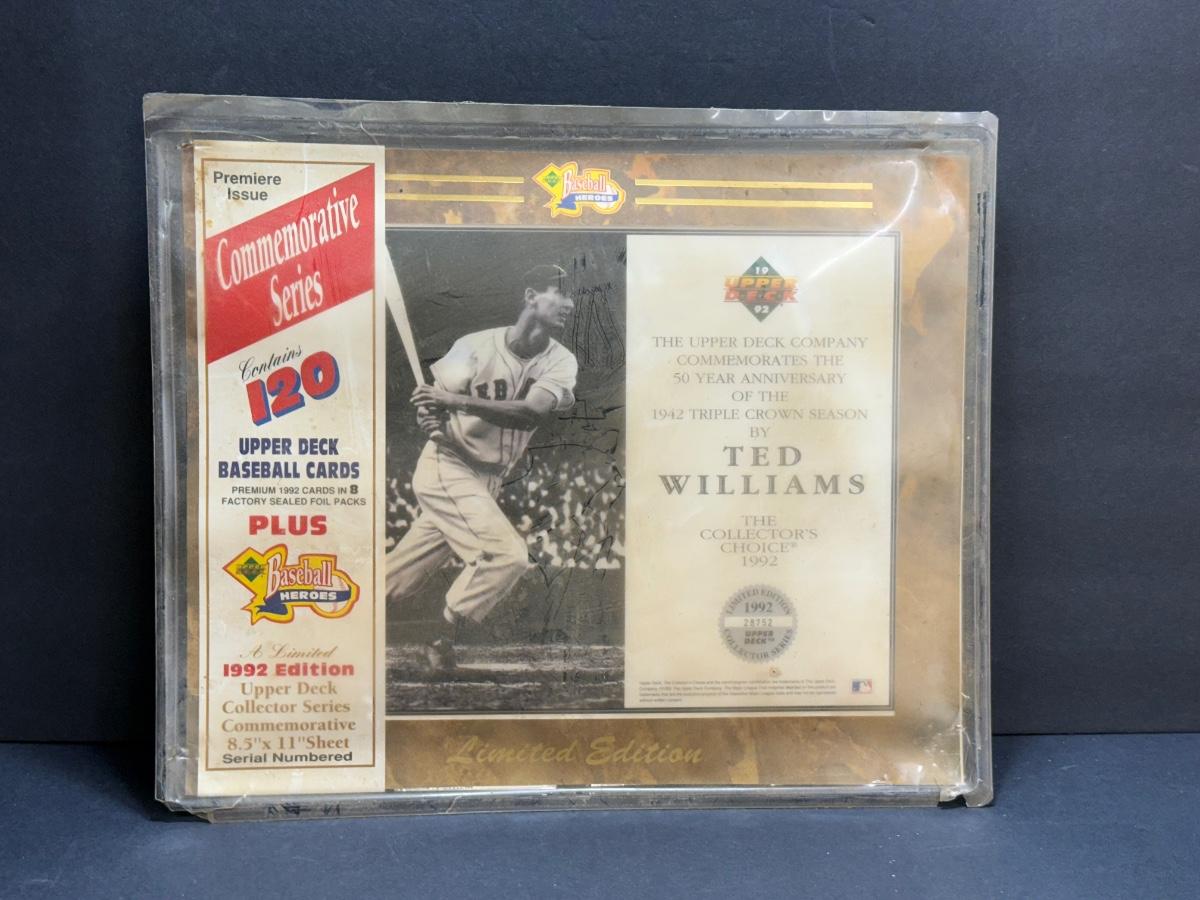 Premiere
Issue
Commemorative
Series
Contains
120
UPPER DECK
BASEBALL CARDS
PREMIUM 1992 CARDS IN 8
FACTORY SEALED FOIL PACKS
PLUS
Baseball
HEROES
A Limited
1992 Edition
Upper Deck
Collector Series
Commemorative
8.5"x 11"Sheet
Serial Numbered
Baseball
HEROES
19
UPPER
DECK
92
THE UPPER DECK COMPANY
COMMEMORATES THE
50 YEAR ANNIVERSARY
OF THE
1942 TRIPLE CROWN SEASON
BY
TED
WILLIAMS
THE
COLLECTOR'S
CHOICE®
1992
LIMITED EDITION
1992
28752
UPPER
DECK™
COLLECTOR SERIES
Limited Edition